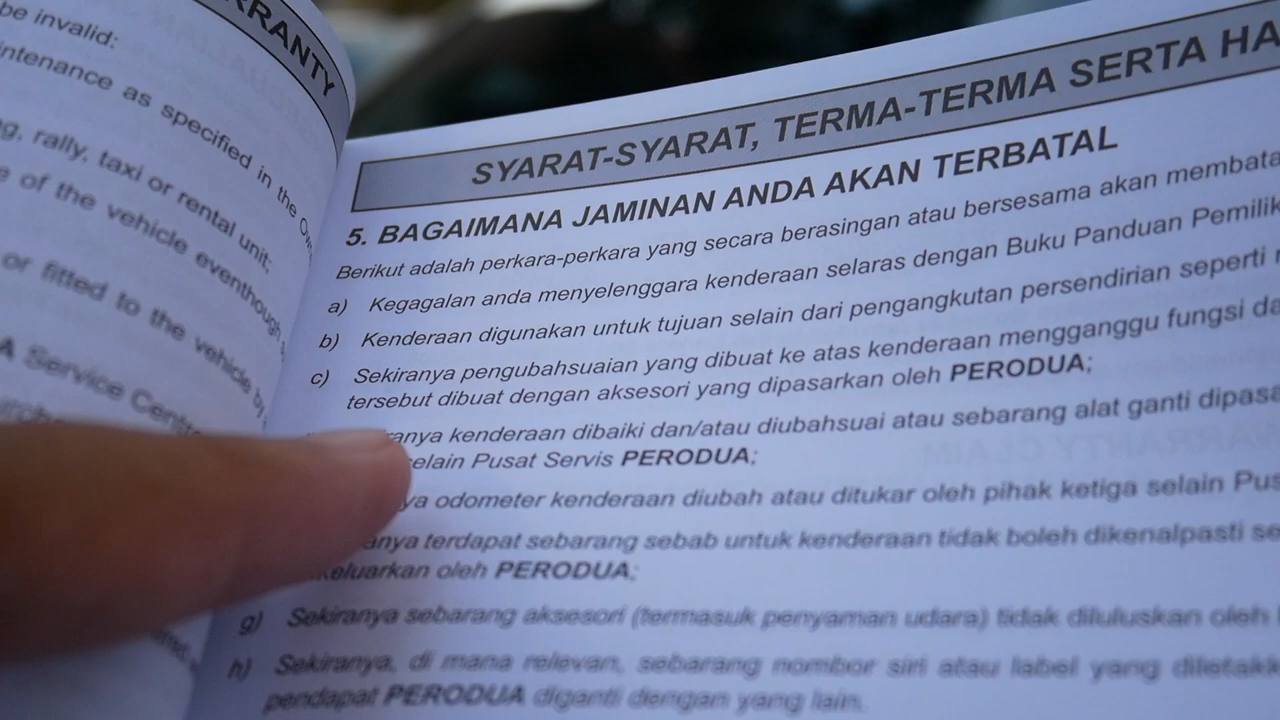 RRANTY
be invalid:
ntenance as specified in the
rally, taxi or rental unit;
of the vehicle eventhough
or fitted to the vehicle by
A Service Centre
SYARAT-SYARAT, TERMA-TERMA SERTA HA
5. BAGAIMANA JAMINAN ANDA AKAN TERBATAL
Berikut adalah perkara-perkara yang secara berasingan atau bersesama akan membata
a) Kegagalan anda menyelenggara kenderaan selaras dengan Buku Panduan Pemilik
b) Kenderaan digunakan untuk tujuan selain dari pengangkutan persendirian seperti
c) Sekiranya pengubahsuaian yang dibuat ke atas kenderaan mengganggu fungsi da
tersebut dibuat dengan aksesori yang dipasarkan oleh PERODUA;
anya kenderaan dibaiki dan/atau diubahsuai atau sebarang alat ganti dipasa
selain Pusat Servis PERODUA;
ya odometer kenderaan diubah atau ditukar oleh pihak ketiga selain Pus
anya terdapat sebarang sebab untuk kenderaan tidak boleh dikenalpasti se
keluarkan oleh PERODUA;
g) Sekiranya sebarang aksesori (termasuk penyaman udara) tidak diluluskan oleh
h) Sekiranya, di mana relevan, sebarang nombor siri atau label yang diletakk
pendapat PERODUA diganti dengan yang lain.